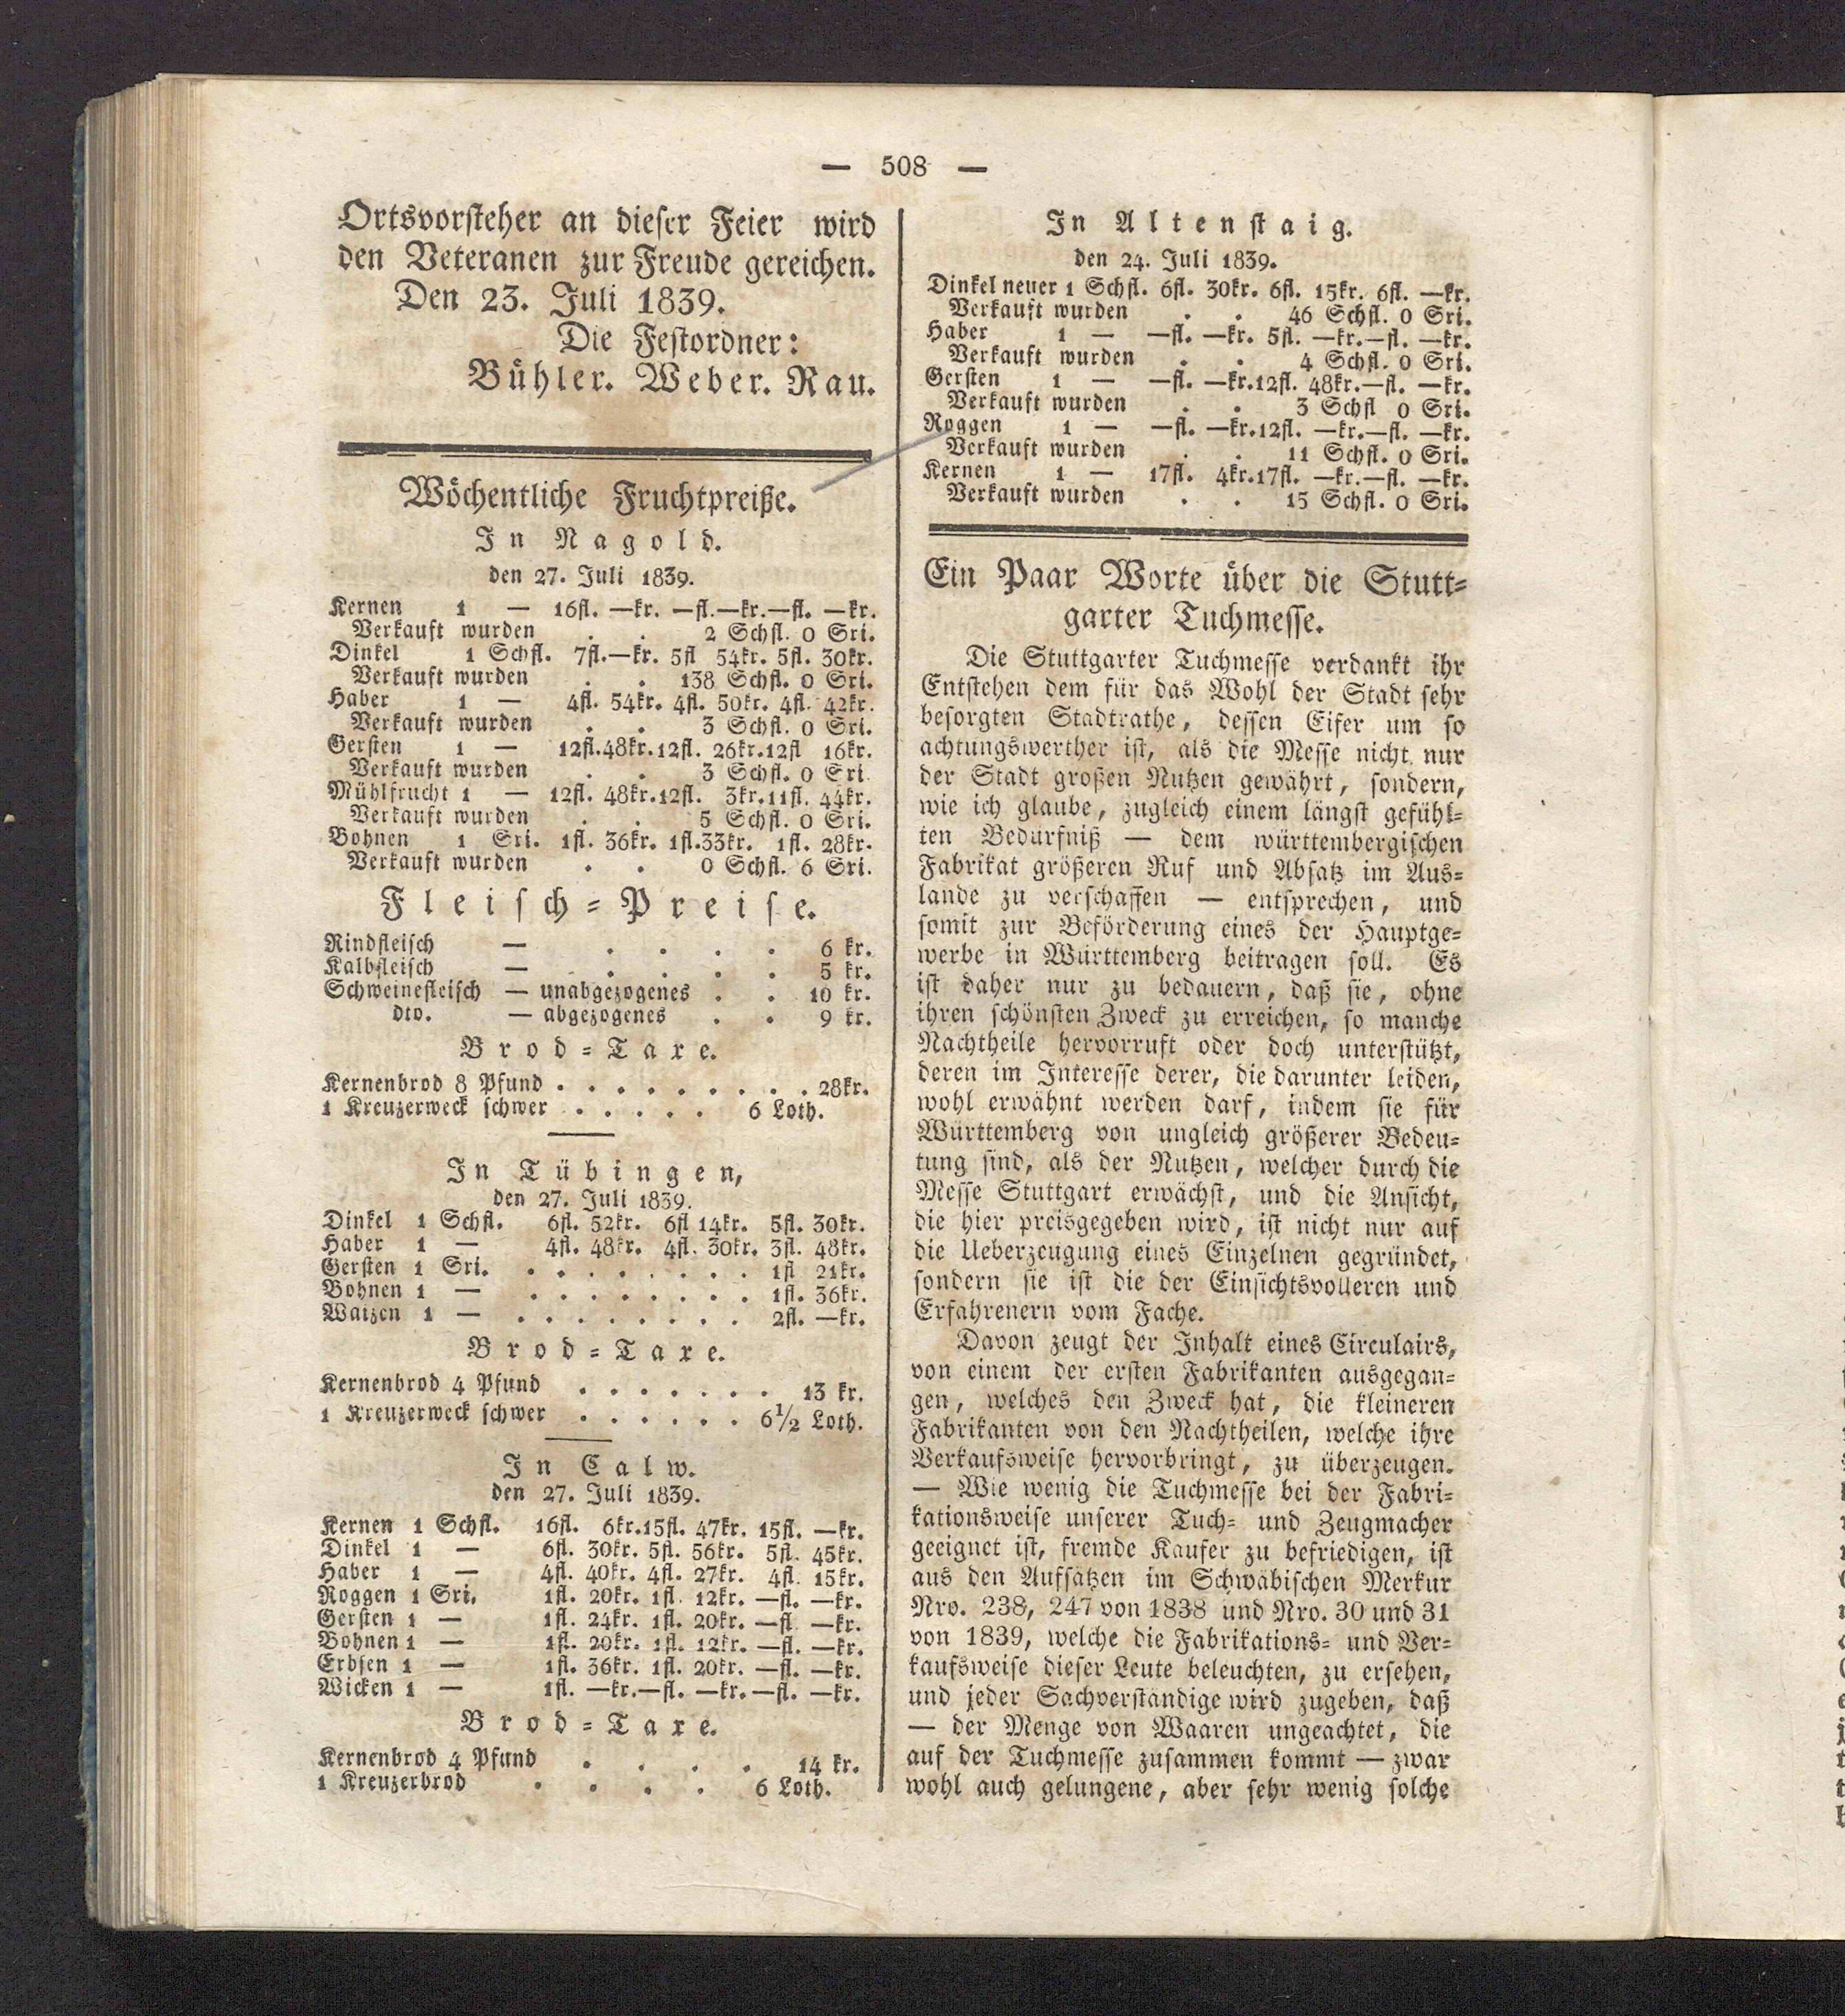 — 508 —
Ortsvorsteher an dieser Feier wird
den Veteranen zur Freude gereichen.
Den 23. Juli 1839.
Die Festordner:
Bühler. Weber. Rau.
Wöchentliche Fruchtpreiße.
In Nagold.
den 27. Juli 1839.
Kernen 1 — 16fl. —kr. —fl.—kr.—fl. —kr.
Verkauft wurden . . 2 Schfl. 0 Sri.
Dinkel 1 Schfl. 7fl.—kr. 5fl 54kr. 5fl. 30kr.
Verkauft wurden . . 138 Schfl. 0 Sri.
Haber 1 — 4fl. 54kr. 4fl. 50kr. 4fl. 42kr.
Verkauft wurden . . 3 Schfl. 0 Sri.
Gersten 1 — 12fl.48kr.12fl. 26kr.12fl 16kr.
Verkauft wurden . . 3 Schfl. 0 Sri
Mühlfrucht 1 — 12fl. 48kr.12fl. 3kr.11fl. 44kr.
Verkauft wurden . . 5 Schfl. 0 Sri.
Bohnen 1 Sri. 1fl. 36kr. 1fl.33kr. 1fl. 28kr.
Verkauft wurden . . 0 Schfl. 6 Sri.
Fleisch-Preise.
Rindfleisch — . . . . 6 kr.
Kalbfleisch — . . . . 5 kr.
Schweinefleisch — unabgezogenes . . 10 kr.
dto. — abgezogenes . . 9 kr.
Brod-Taxe.
Kernenbrod 8 Pfund . . . . . . . . . 28kr.
1 Kreuzerweck schwer . . . . . 6 Loth.
In Tübingen,
den 27. Juli 1839.
Dinkel 1 Schfl. 6fl. 52kr. 6fl 14kr. 5fl. 30kr.
Haber 1 — 4fl. 48kr. 4fl. 30kr. 3fl. 48kr.
Gersten 1 Sri. . . . . . . . . 1fl 21kr.
Bohnen 1 — . . . . . . . . 1fl. 36kr.
Waizen 1 — . . . . . . . . 2fl. —kr.
Brod-Taxe.
Kernenbrod 4 Pfund . . . . . . . 13 kr.
1 Kreuzerweck schwer . . . . . . 6½ Loth.
In Calw.
den 27. Juli 1839.
Kernen 1 Schfl. 16fl. 6kr.15fl. 47kr. 15fl. —kr.
Dinkel 1 — 6fl. 30kr. 5fl. 56kr. 5fl. 45kr.
Haber 1 — 4fl. 40kr. 4fl. 27kr. 4fl. 15kr.
Roggen 1 Sri. 1fl. 20kr. 1fl. 12kr. —fl. —kr.
Gersten 1 — 1fl. 24kr. 1fl. 20kr. —fl —kr.
Bohnen 1 — 1fl. 20kr. 1fl. 12kr. —fl. —kr.
Erbsen 1 — 1fl. 36kr. 1fl. 20kr. —fl. —kr.
Wicken 1 — 1fl. —kr.—fl. —kr.—fl. —kr.
Brod-Taxe.
Kernenbrod 4 Pfund . . . . 14 kr.
1 Kreuzerbrod . . . . 6 Loth.
In Altenstaig.
den 24. Juli 1839.
Dinkel neuer 1 Schfl. 6fl. 30kr. 6fl. 15kr. 6fl. —kr.
Verkauft wurden . . 46 Schfl. 0 Sri.
Haber 1 — —fl. —kr. 5fl. —kr.—fl. —kr.
Verkauft wurden . . 4 Schfl. 0 Sri.
Gersten 1 — —fl. —kr.12fl. 48kr.—fl. —kr.
Verkauft wurden . . 3 Schfl 0 Sri.
Roggen 1 — —fl. —kr.12fl. —kr.—fl. —kr.
Verkauft wurden . . 11 Schfl. 0 Sri.
Kernen 1 — 17fl. 4kr.17fl. —kr.—fl. —kr.
Verkauft wurden . . 15 Schfl. 0 Sri.
Ein Paar Worte über die Stutt-
garter Tuchmesse.
Die Stuttgarter Tuchmesse verdankt ihr
Entstehen dem für das Wohl der Stadt sehr
besorgten Stadtrathe, dessen Eifer um so
achtungswerther ist, als die Messe nicht nur
der Stadt großen Nutzen gewährt, sondern,
wie ich glaube, zugleich einem längst gefühl-
ten Bedürfniß — dem württembergischen
Fabrikat größeren Ruf und Absatz im Aus-
lande zu verschaffen — entsprechen, und
somit zur Beförderung eines der Hauptge-
werbe in Württemberg beitragen soll. Es
ist daher nur zu bedauern, daß sie, ohne
ihren schönsten Zweck zu erreichen, so manche
Nachtheile hervorruft oder doch unterstützt,
deren im Interesse derer, die darunter leiden,
wohl erwähnt werden darf, indem sie für
Württemberg von ungleich größerer Bedeu-
tung sind, als der Nutzen, welcher durch die
Messe Stuttgart erwächst, und die Ansicht,
die hier preisgegeben wird, ist nicht nur auf
die Ueberzeugung eines Einzelnen gegründet,
sondern sie ist die der Einsichtsvolleren und
Erfahrenern vom Fache.
Davon zeugt der Inhalt eines Circulairs,
von einem der ersten Fabrikanten ausgegan-
gen, welches den Zweck hat, die kleineren
Fabrikanten von den Nachtheilen, welche ihre
Verkaufsweise hervorbringt, zu überzeugen.
— Wie wenig die Tuchmesse bei der Fabri-
kationsweise unserer Tuch- und Zeugmacher
geeignet ist, fremde Kaufer zu befriedigen, ist
aus den Aufsätzen im Schwäbischen Merkur
Nro. 238, 247 von 1838 und Nro. 30 und 31
von 1839, welche die Fabrikations- und Ver-
kaufsweise dieser Leute beleuchten, zu ersehen,
und jeder Sachverständige wird zugeben, daß
— der Menge von Waaren ungeachtet, die
auf der Tuchmesse zusammen kommt — zwar
wohl auch gelungene, aber sehr wenig solche